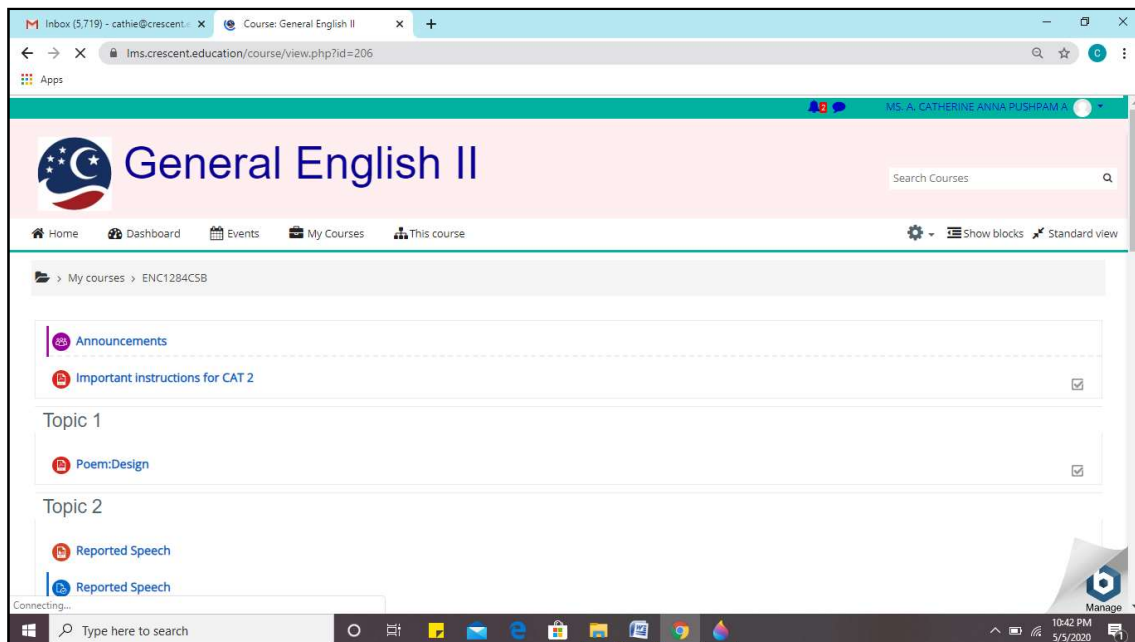 Inbox (5,719) - cathie@crescent.
Course: General English II
lms.crescent.education/course/view.php?id=206
C
Apps
2
MS. A. CATHERINE ANNA PUSHPAM A
General English II
Search Courses
Home Dashboard Events My Courses This course
Show blocks Standard view
> My courses > ENC1284CSB
Announcements
Important instructions for CAT 2
Topic 1
Poem:Design
Topic 2
Reported Speech
Reported Speech
Connecting...
Manage
Type here to search
10:42 PM
5/5/2020